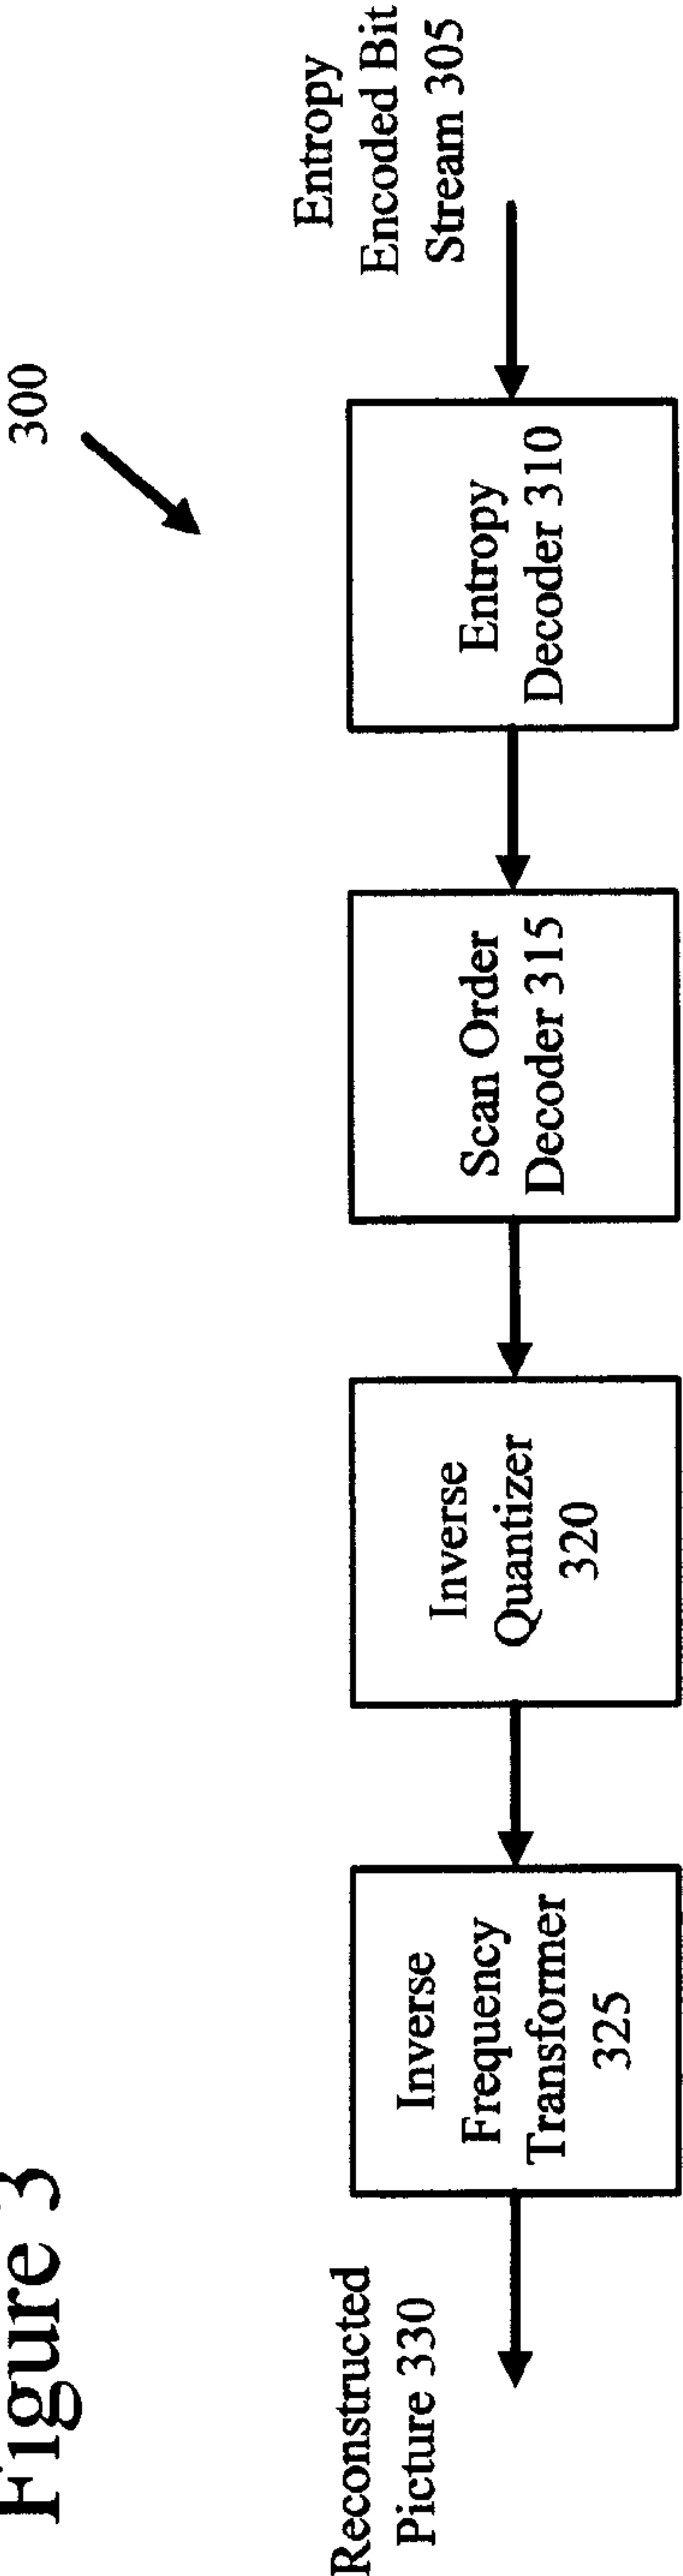 Figure 3
300
Reconstructed
Picture 330
Inverse
Frequency
Transformer
325
Inverse
Quantizer
320
Scan Order
Decoder 315
Entropy
Decoder 310
Entropy
Encoded Bit
Stream 305